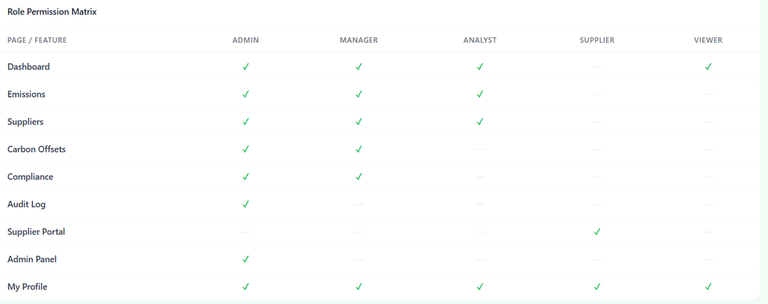 Role Permission Matrix
PAGE / FEATURE ADMIN MANAGER ANALYST SUPPLIER VIEWER
Dashboard ✓ ✓ ✓ — ✓
Emissions ✓ ✓ ✓ — —
Suppliers ✓ ✓ ✓ — —
Carbon Offsets ✓ ✓ — — —
Compliance ✓ ✓ — — —
Audit Log ✓ — — — —
Supplier Portal — — — ✓ —
Admin Panel ✓ — — — —
My Profile ✓ ✓ ✓ ✓ ✓